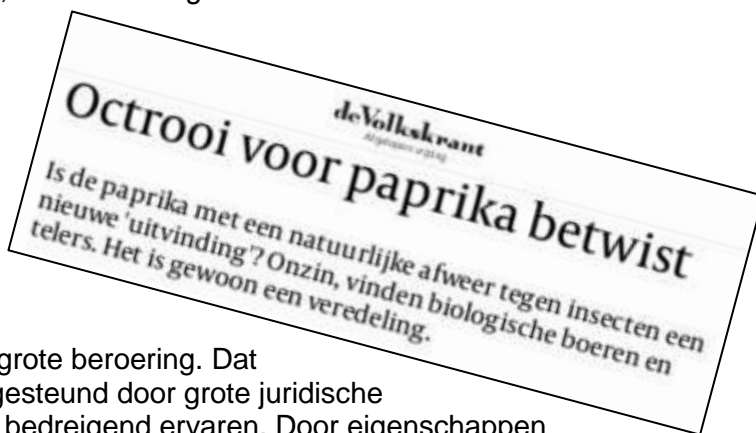 deVolkskrant
Octrooi voor paprika betwist
Is de paprika met een natuurlijke afweer tegen insecten een
nieuwe 'uitvinding'? Onzin, vinden biologische boeren en
telers. Het is gewoon een veredeling.
grote beroering. Dat
gesteund door grote juridische
bedreigend ervaren. Door eigenschappen